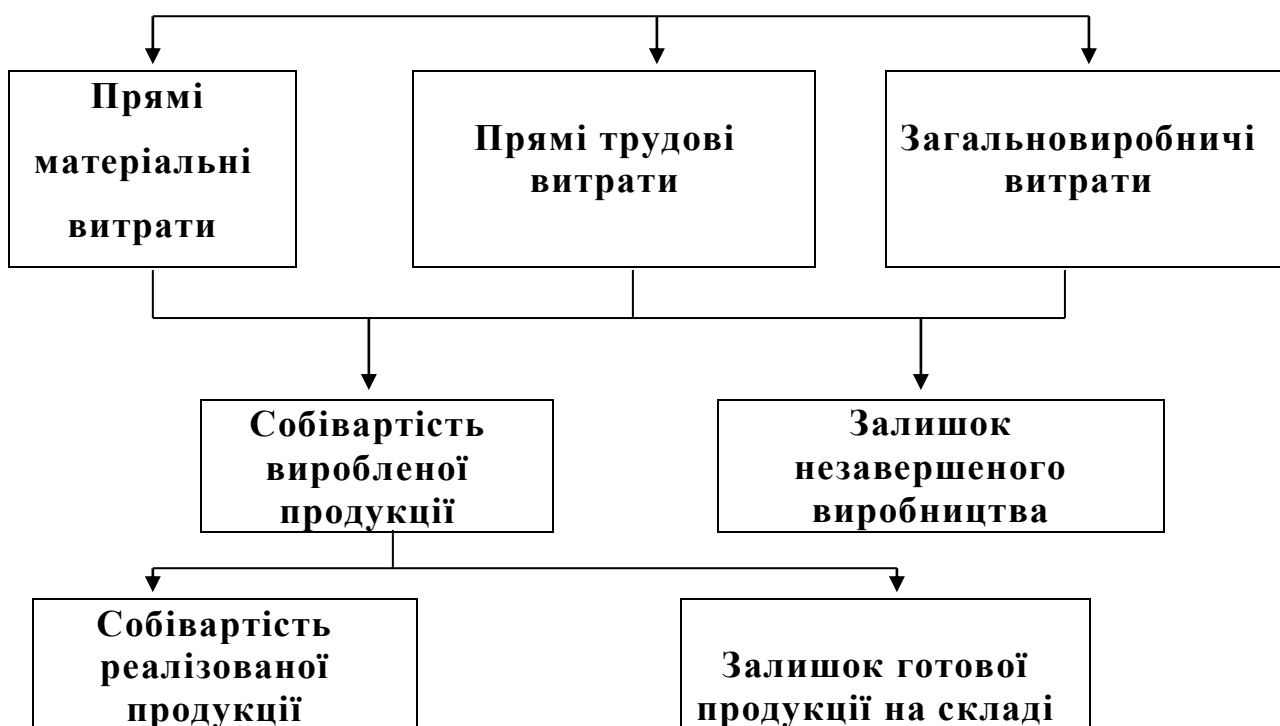 Прямі
матеріальні
витрати
Прямі трудові
витрати
Загальновиробничі
витрати
Собівартість
виробленої
продукції
Залишок
незавершеного
виробництва
Собівартість
реалізованої
продукції
Залишок готової
продукції на складі